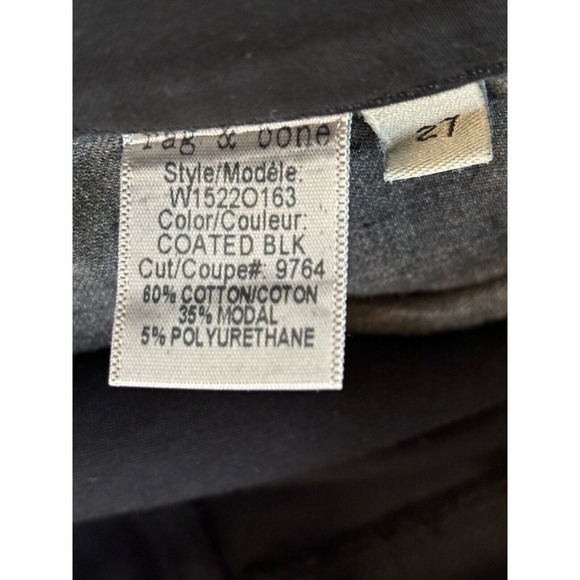 rag & bone
Style/Modèle:
W1522O163
Color/Couleur:
COATED BLK
Cut/Coupe#: 9764
60% COTTON/COTON
35% MODAL
5% POLYURETHANE
27